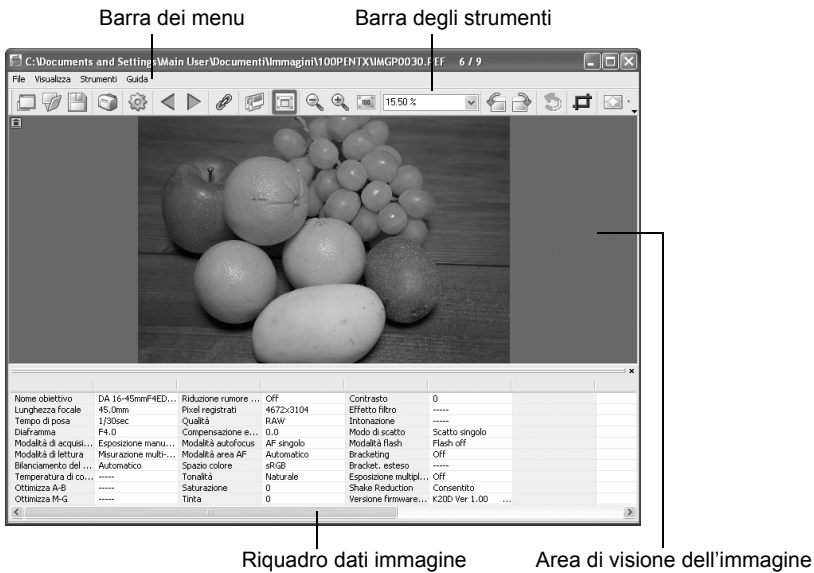 Barra dei menu Barra degli strumenti
C:\Documents and Settings\Main User\Documenti\Immagini\100PENTX\IMGP0030.PEF 6 / 9
File Visualizza Strumenti Guida
15.50 %
Nome obiettivo DA 16-45mmF4ED... Riduzione rumore ... Off Contrasto 0
Lunghezza focale 45.0mm Pixel registrati 4672x3104 Effetto filtro -----
Tempo di posa 1/30sec Qualità RAW Intonazione -----
Diaframma F4.0 Compensazione e... 0.0 Modo di scatto Scatto singolo
Modalità di acquisi... Esposizione manu... Modalità autofocus AF singolo Modalità flash Flash off
Modalità di lettura Misurazione multi-... Modalità area AF Automatico Bracketing Off
Bilanciamento del ... Automatico Spazio colore sRGB Bracket. esteso -----
Temperatura di co... ----- Tonalità Naturale Esposizione multipl... Off
Ottimizza A-B ----- Saturazione 0 Shake Reduction Consentito
Ottimizza M-G ----- Tinta 0 Versione firmware... K20D Ver 1.00 ...
Riquadro dati immagine Area di visione dell'immagine